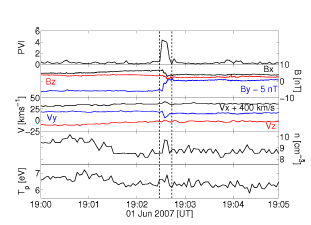 6
4
2
0
PVI
Bx
10
0
-10
B [nT]
Bz
By − 5 nT
50
25
0
-25
V [kms⁻¹]
Vx + 400 km/s
Vy
Vz
10
9
8
n [cm⁻³]
7
6
Tp [eV]
19:00 19:01 19:02 19:03 19:04 19:05
01 Jun 2007 [UT]